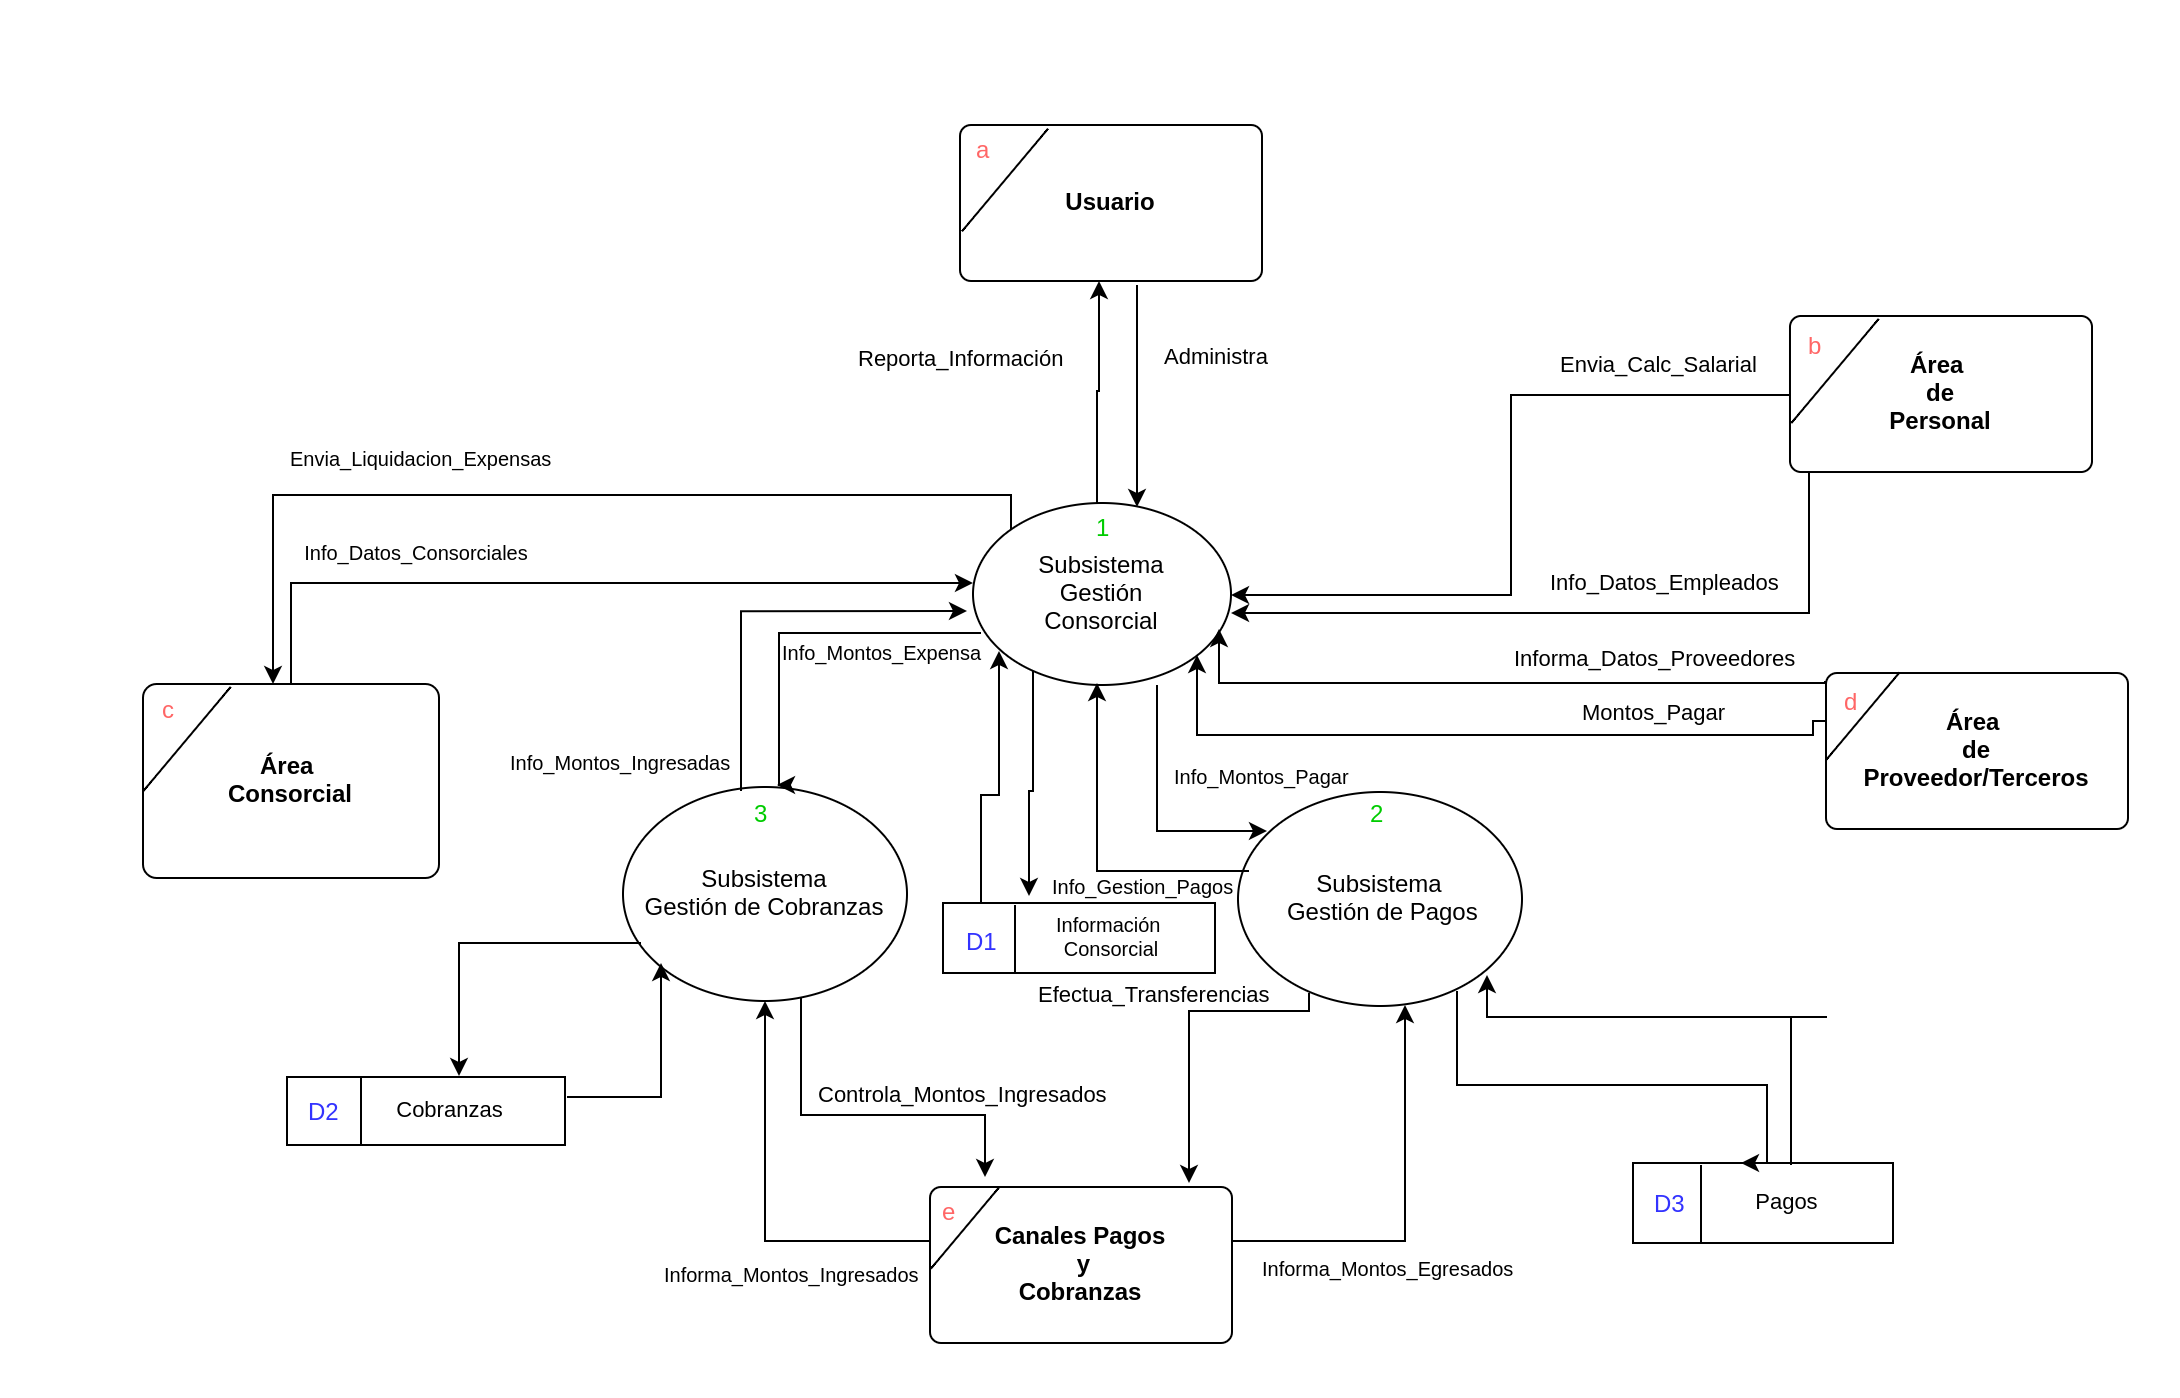 a
Usuario
Reporta_Información
Administra
Envia_Calc_Salarial
b
Área
de
Personal
Envia_Liquidacion_Expensas
1
Subsistema
Gestión
Consorcial
Info_Datos_Consorciales
Info_Datos_Empleados
Info_Montos_Expensa
Informa_Datos_Proveedores
c
Área
Consorcial
d
Área
de
Proveedor/Terceros
Montos_Pagar
Info_Montos_Ingresadas
Info_Montos_Pagar
3
Subsistema
Gestión de Cobranzas
2
Subsistema
Gestión de Pagos
Info_Gestion_Pagos
D1
Información
Consorcial
Efectua_Transferencias
D2
Cobranzas
Controla_Montos_Ingresados
D3
Pagos
e
Canales Pagos
y
Cobranzas
Informa_Montos_Ingresados
Informa_Montos_Egresados